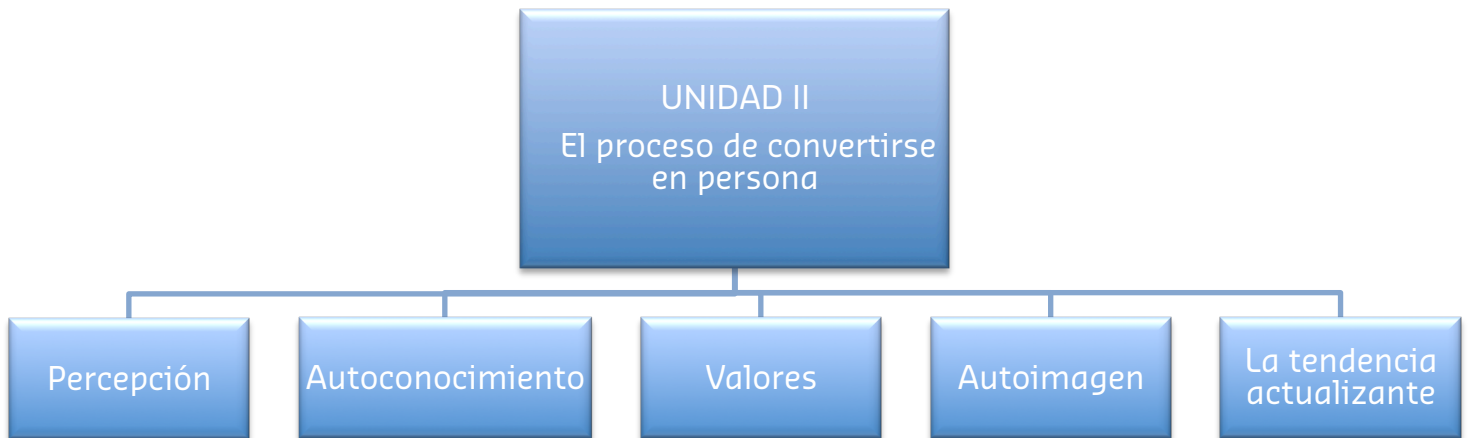 UNIDAD II
El proceso de convertirse
en persona
Percepción
Autoconocimiento
Valores
Autoimagen
La tendencia
actualizante